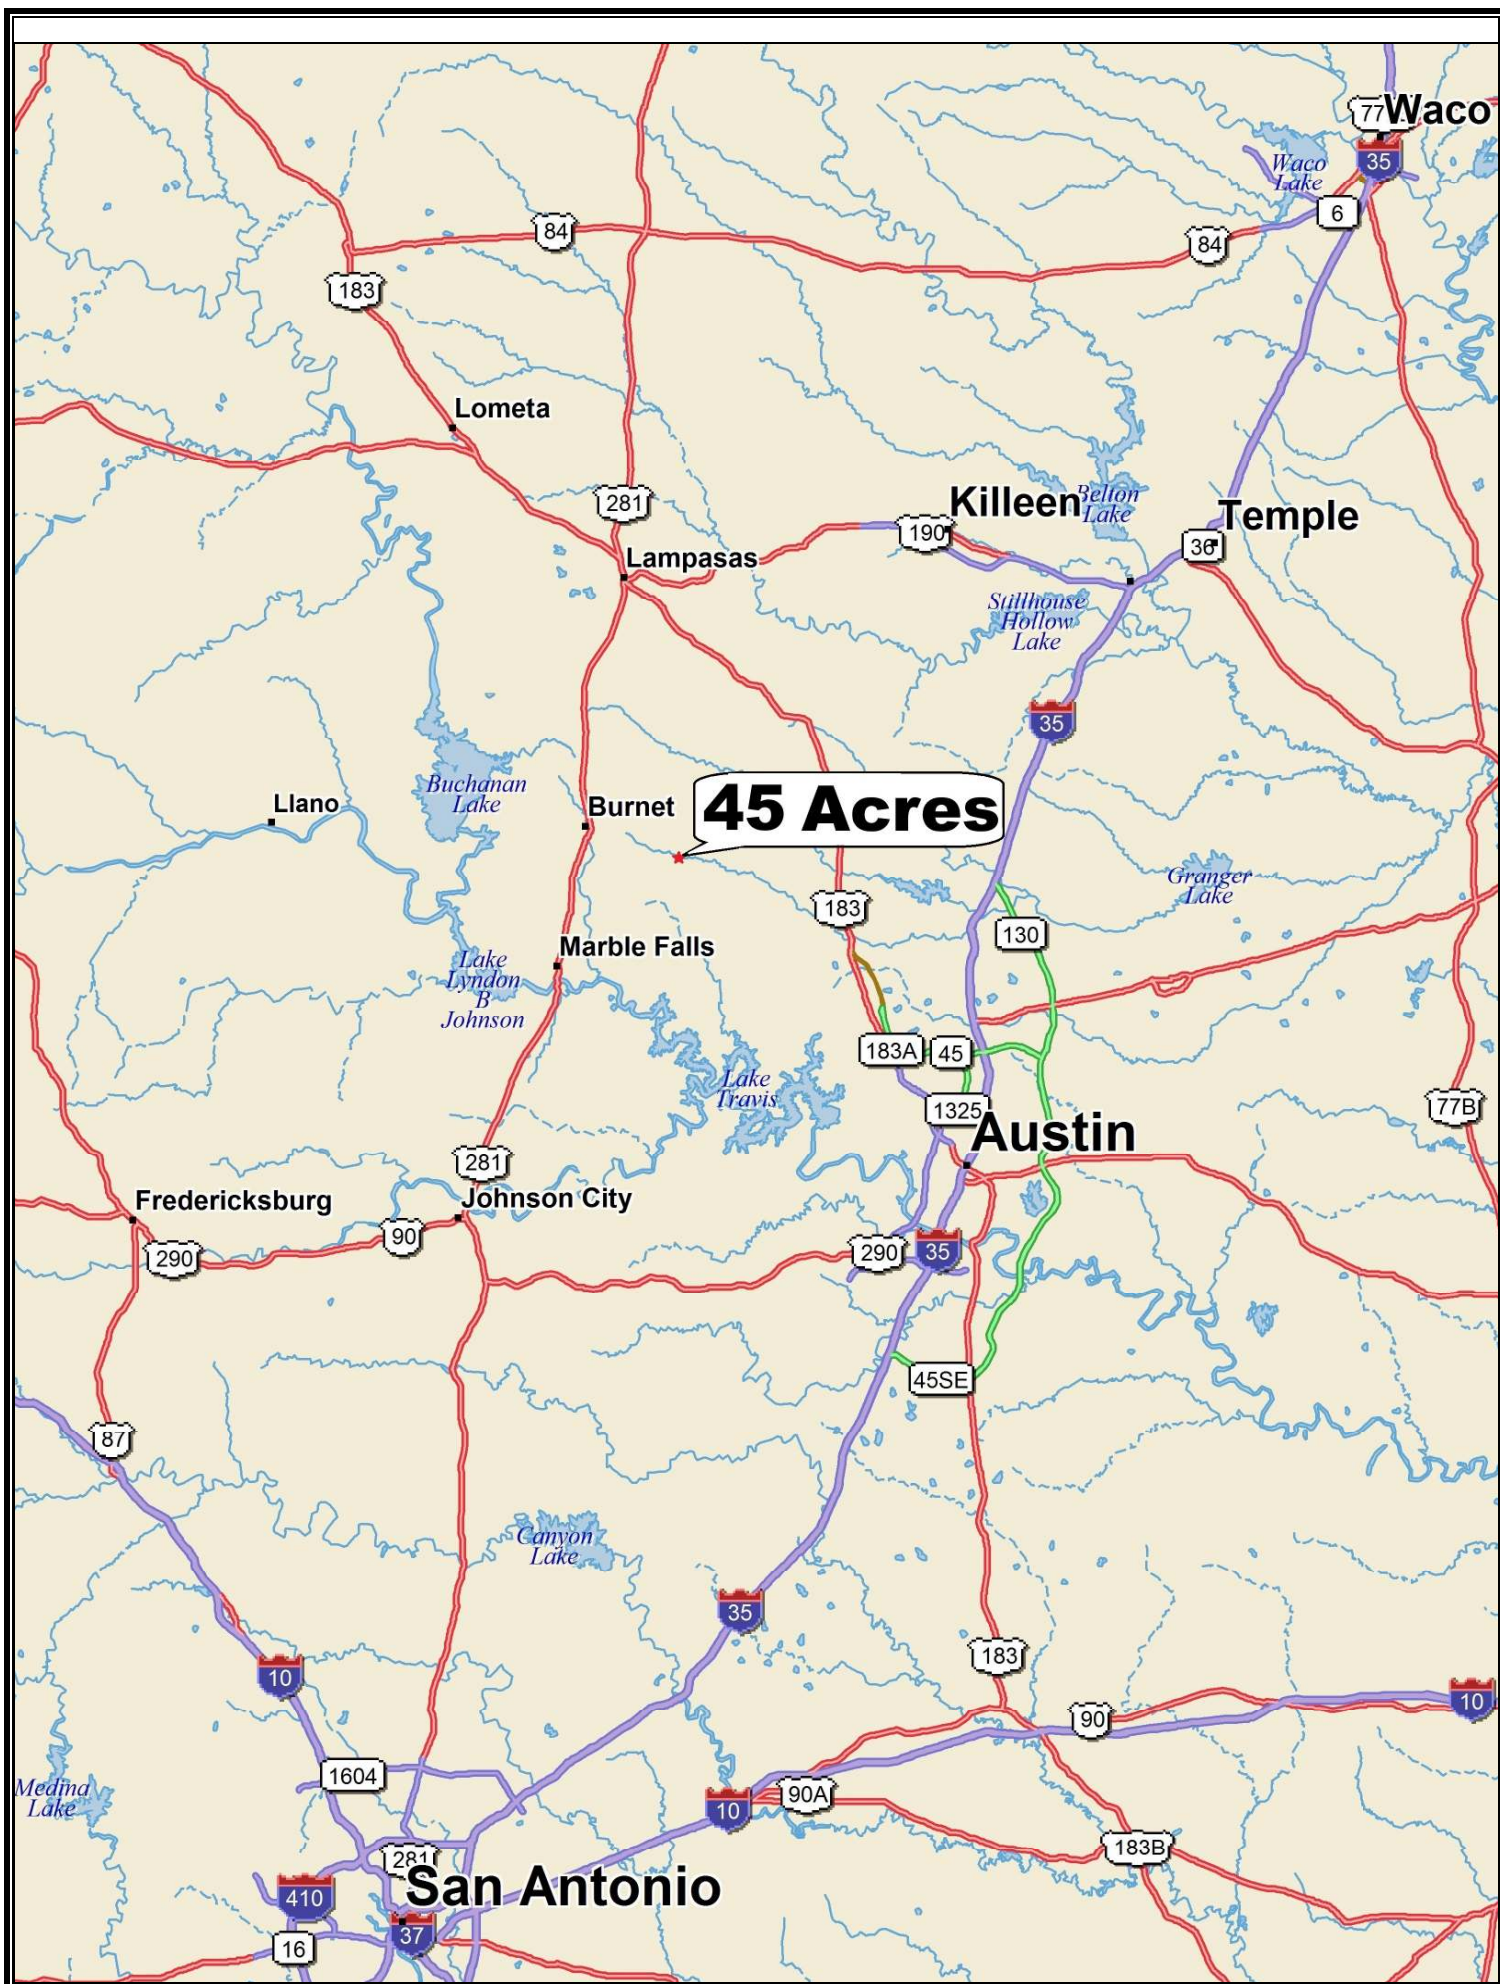 77
Waco
Waco
Lake
35
6
84
84
183
Lometa
281
Killeen
Belton
Lake
Temple
190
36
Lampasas
Stillhouse
Hollow
Lake
35
Buchanan
Lake
Llano
Burnet
45 Acres
Granger
Lake
183
130
Marble Falls
Lake
Lyndon
B
Johnson
183A
45
Lake
Travis
1325
77B
Austin
281
Fredericksburg
Johnson City
90
290
290
35
45SE
87
Canyon
Lake
35
183
10
10
90
1604
Medina
Lake
90A
10
183B
281
San Antonio
410
37
16